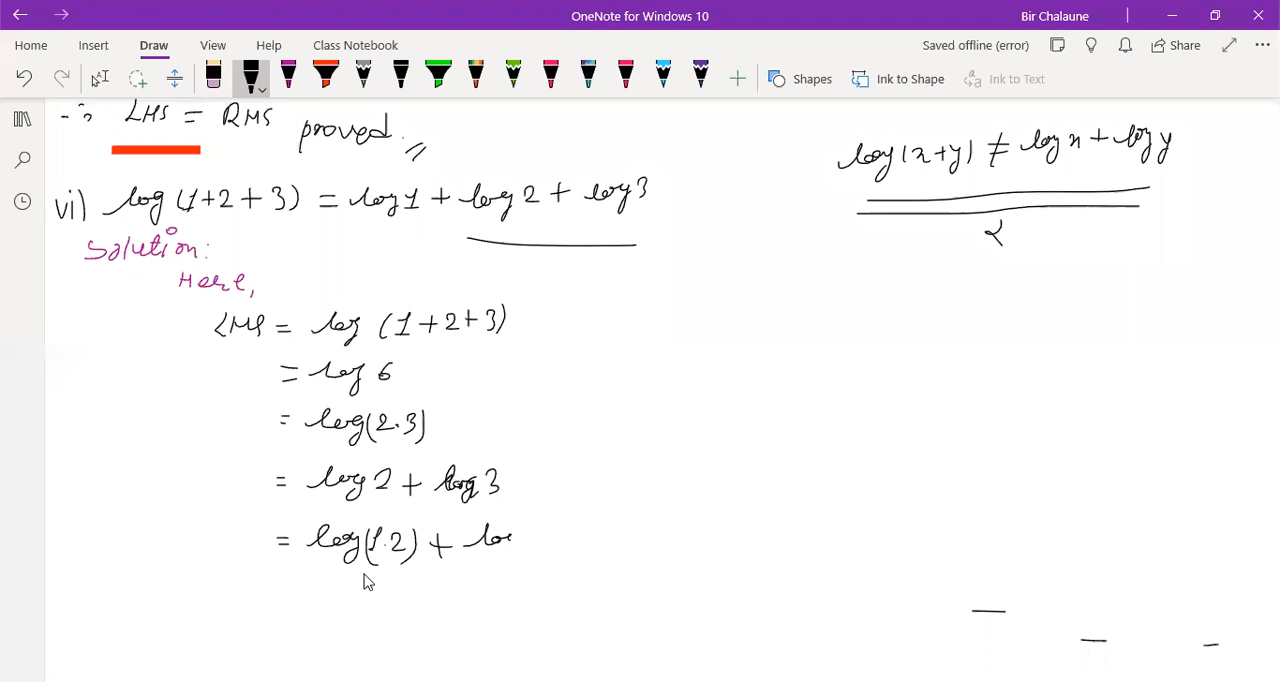 OneNote for Windows 10
Bir Chalaune
Home Insert Draw View Help Class Notebook
Saved offline (error) Share
Shapes Ink to Shape Ink to Text
∴ LHS = RHS proved.
log(x+y) ≠ log x + log y
vi) log (1+2+3) = log 1 + log 2 + log 3
Solution:
Here,
LHS = log (1+2+3)
= log 6
= log(2.3)
= log 2 + log 3
= log(1.2) + log